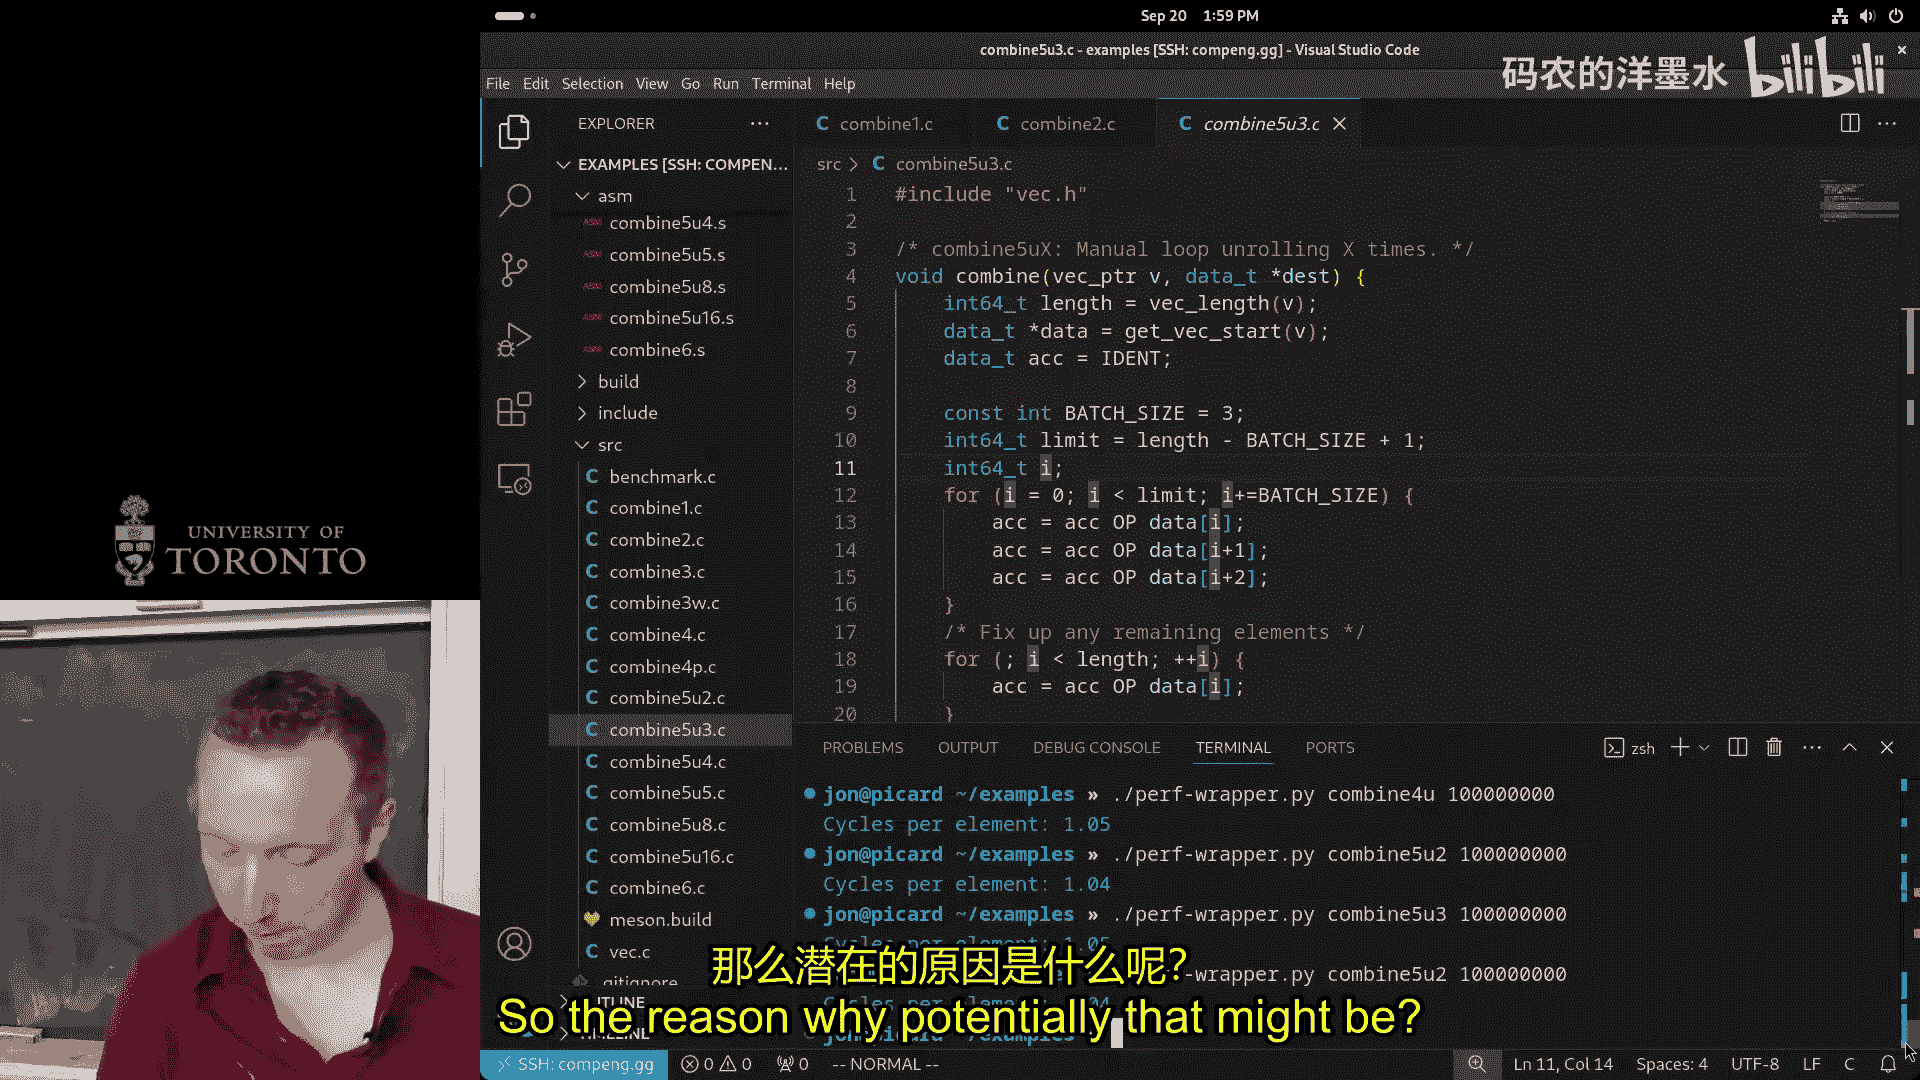 Sep 20 1:59 PM
combine5u3.c - examples [SSH: compeng.gg] - Visual Studio Code
码农的洋墨水 bilibili
File Edit Selection View Go Run Terminal Help
EXPLORER
EXAMPLES [SSH: COMPEN...
asm
combine5u4.s
combine5u5.s
combine5u8.s
combine5u16.s
combine6.s
build
include
src
benchmark.c
combine1.c
combine2.c
combine3.c
combine3w.c
combine4.c
combine4p.c
combine5u2.c
combine5u3.c
combine5u4.c
combine5u5.c
combine5u8.c
combine5u16.c
combine6.c
meson.build
vec.c
.gitignore
combine1.c combine2.c combine5u3.c
src > combine5u3.c
1 #include "vec.h"
2
3 /* combine5uX: Manual loop unrolling X times. */
4 void combine(vec_ptr v, data_t *dest) {
5 int64_t length = vec_length(v);
6 data_t *data = get_vec_start(v);
7 data_t acc = IDENT;
8
9 const int BATCH_SIZE = 3;
10 int64_t limit = length - BATCH_SIZE + 1;
11 int64_t i;
12 for (i = 0; i < limit; i+=BATCH_SIZE) {
13 acc = acc OP data[i];
14 acc = acc OP data[i+1];
15 acc = acc OP data[i+2];
16 }
17 /* Fix up any remaining elements */
18 for (; i < length; ++i) {
19 acc = acc OP data[i];
20 }
PROBLEMS OUTPUT DEBUG CONSOLE TERMINAL PORTS
zsh
jon@picard ~/examples » ./perf-wrapper.py combine4u 100000000
Cycles per element: 1.05
jon@picard ~/examples » ./perf-wrapper.py combine5u2 100000000
Cycles per element: 1.04
jon@picard ~/examples » ./perf-wrapper.py combine5u3 100000000
Cycles per element: 1.05
-wrapper.py combine5u2 100000000
那么潜在的原因是什么呢?
So the reason why potentially that might be?
SSH: compeng.gg 0 0 0 -- NORMAL -- Ln 11, Col 14 Spaces: 4 UTF-8 LF C
UNIVERSITY OF
TORONTO